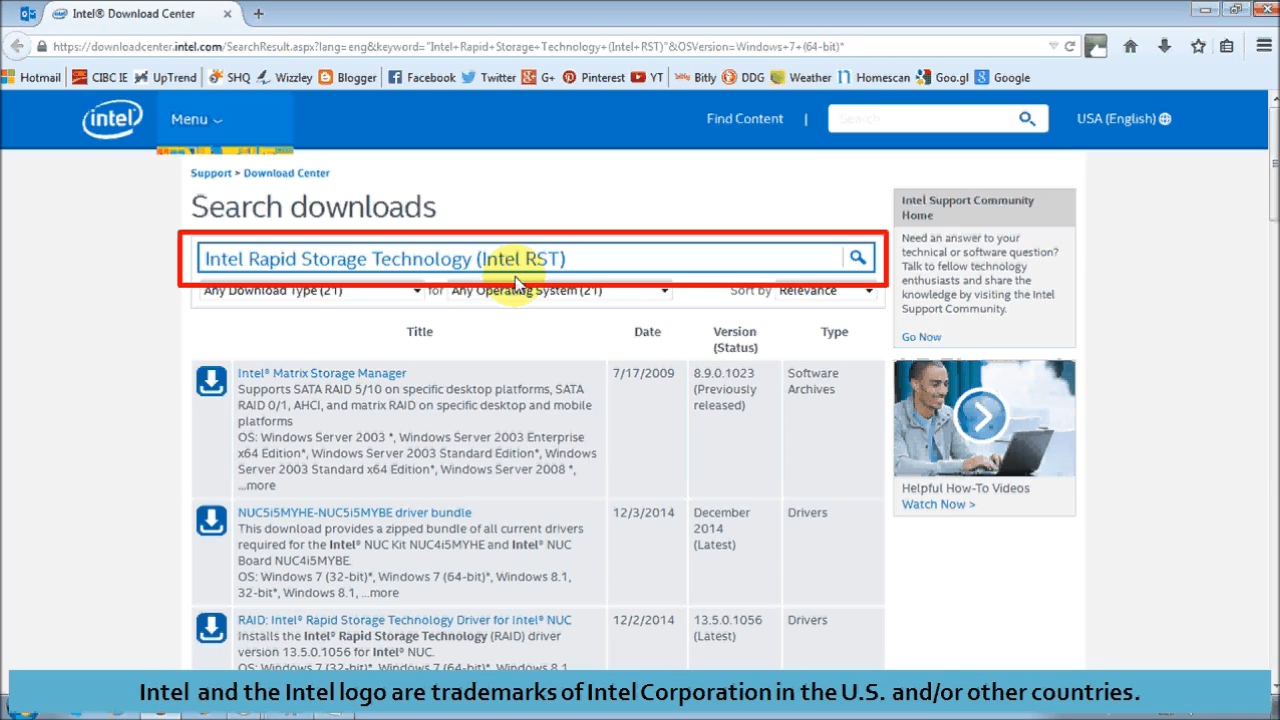 Intel® Download Center
https://downloadcenter.intel.com/SearchResult.aspx?lang=eng&keyword="Intel+Rapid+Storage+Technology+(Intel+RST)"&OSVersion=Windows+7+(64-bit)*
Hotmail CIBC IE UpTrend SHQ Wizzley Blogger Facebook Twitter G+ Pinterest YT Bitly DDG Weather Homescan Goo.gl Google
intel Menu Find Content | Search USA (English)
Support > Download Center
Search downloads
Intel Rapid Storage Technology (Intel RST)
Any Download Type (21) for Any Operating System (21) Sort by Relevance
Title Date Version (Status) Type
Intel® Matrix Storage Manager
Supports SATA RAID 5/10 on specific desktop platforms, SATA
RAID 0/1, AHCI, and matrix RAID on specific desktop and mobile
platforms
OS: Windows Server 2003 *, Windows Server 2003 Enterprise
x64 Edition*, Windows Server 2003 Standard Edition*, Windows
Server 2003 Standard x64 Edition*, Windows Server 2008 *,
...more
7/17/2009
8.9.0.1023
(Previously
released)
Software
Archives
NUC5i5MYHE-NUC5i5MYBE driver bundle
This download provides a zipped bundle of all current drivers
required for the Intel® NUC Kit NUC4i5MYHE and Intel® NUC
Board NUC4i5MYBE.
OS: Windows 7 (32-bit)*, Windows 7 (64-bit)*, Windows 8.1,
32-bit*, Windows 8.1, ...more
12/3/2014
December
2014
(Latest)
Drivers
RAID: Intel® Rapid Storage Technology Driver for Intel® NUC
Installs the Intel® Rapid Storage Technology (RAID) driver
version 13.5.0.1056 for Intel® NUC.
OS: Windows 7 (32-bit)*, Windows 7 (64-bit)*, Windows 8.1,
12/2/2014
13.5.0.1056
(Latest)
Drivers
Intel Support Community
Home
Need an answer to your
technical or software question?
Talk to fellow technology
enthusiasts and share the
knowledge by visiting the Intel
Support Community.
Go Now
Helpful How-To Videos
Watch Now >
Intel and the Intel logo are trademarks of Intel Corporation in the U.S. and/or other countries.